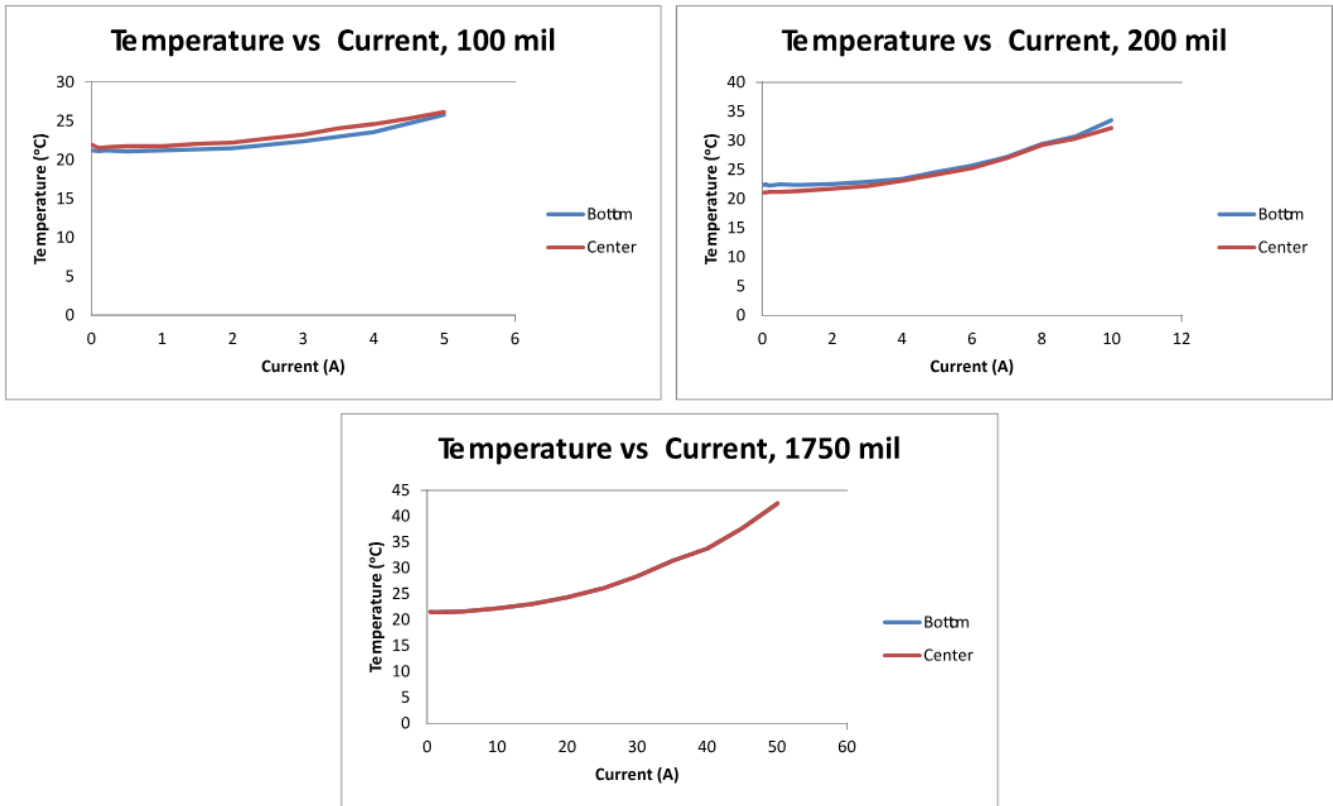 Temperature vs Current, 100 mil
30
25
20
15
10
5
0
Temperature (°C)
0 1 2 3 4 5 6
Current (A)
Bottom
Center
Temperature vs Current, 200 mil
40
35
30
25
20
15
10
5
0
Temperature (°C)
0 2 4 6 8 10 12
Current (A)
Bottom
Center
Temperature vs Current, 1750 mil
45
40
35
30
25
20
15
10
5
0
Temperature (°C)
0 10 20 30 40 50 60
Current (A)
Bottom
Center